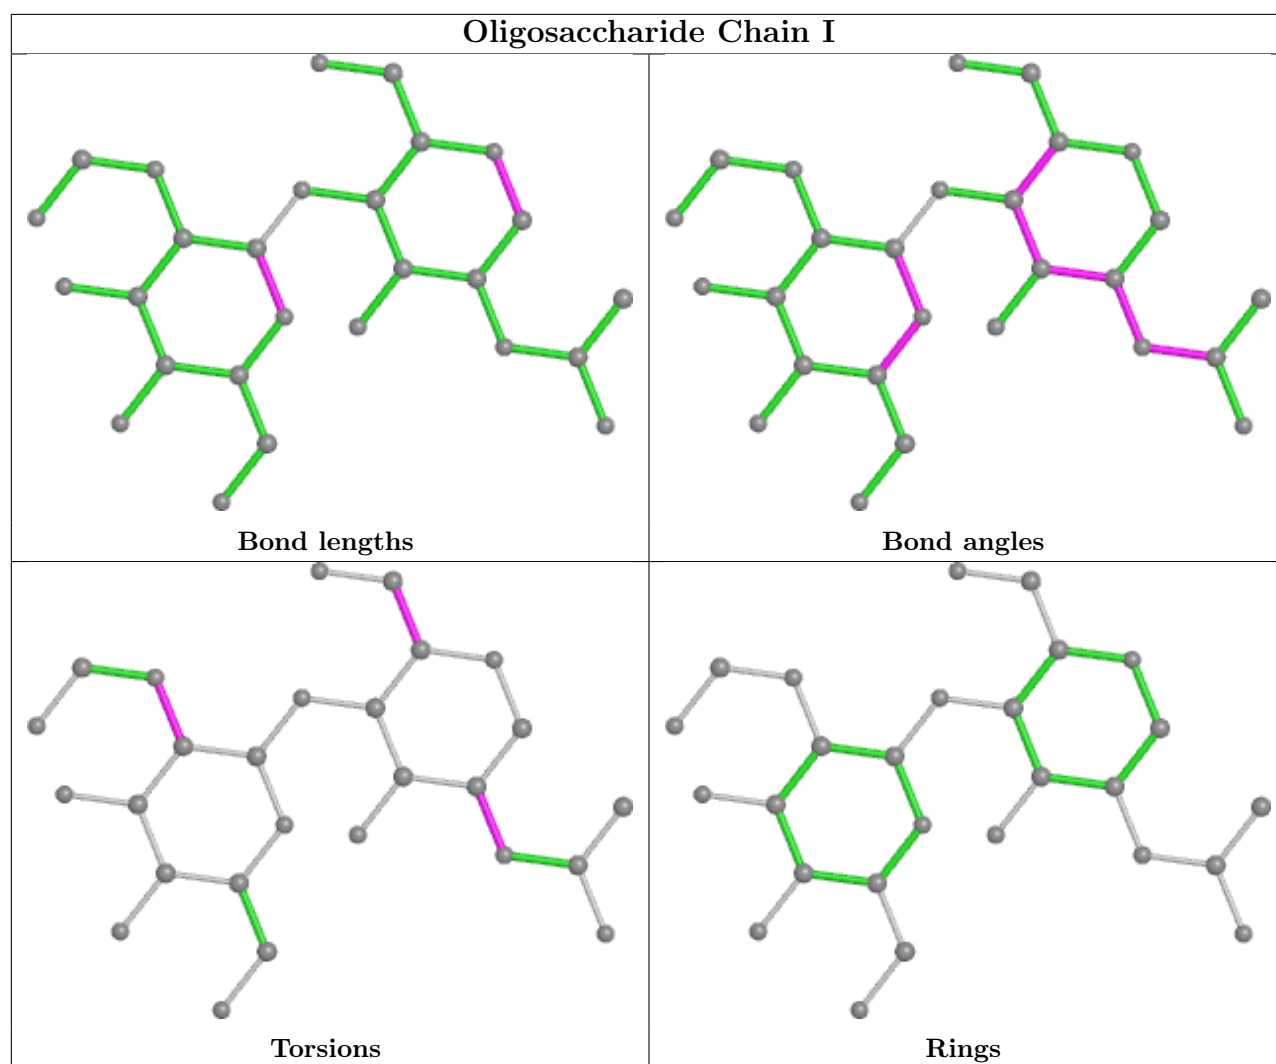 Oligosaccharide Chain I
Bond lengths
Bond angles
Torsions
Rings